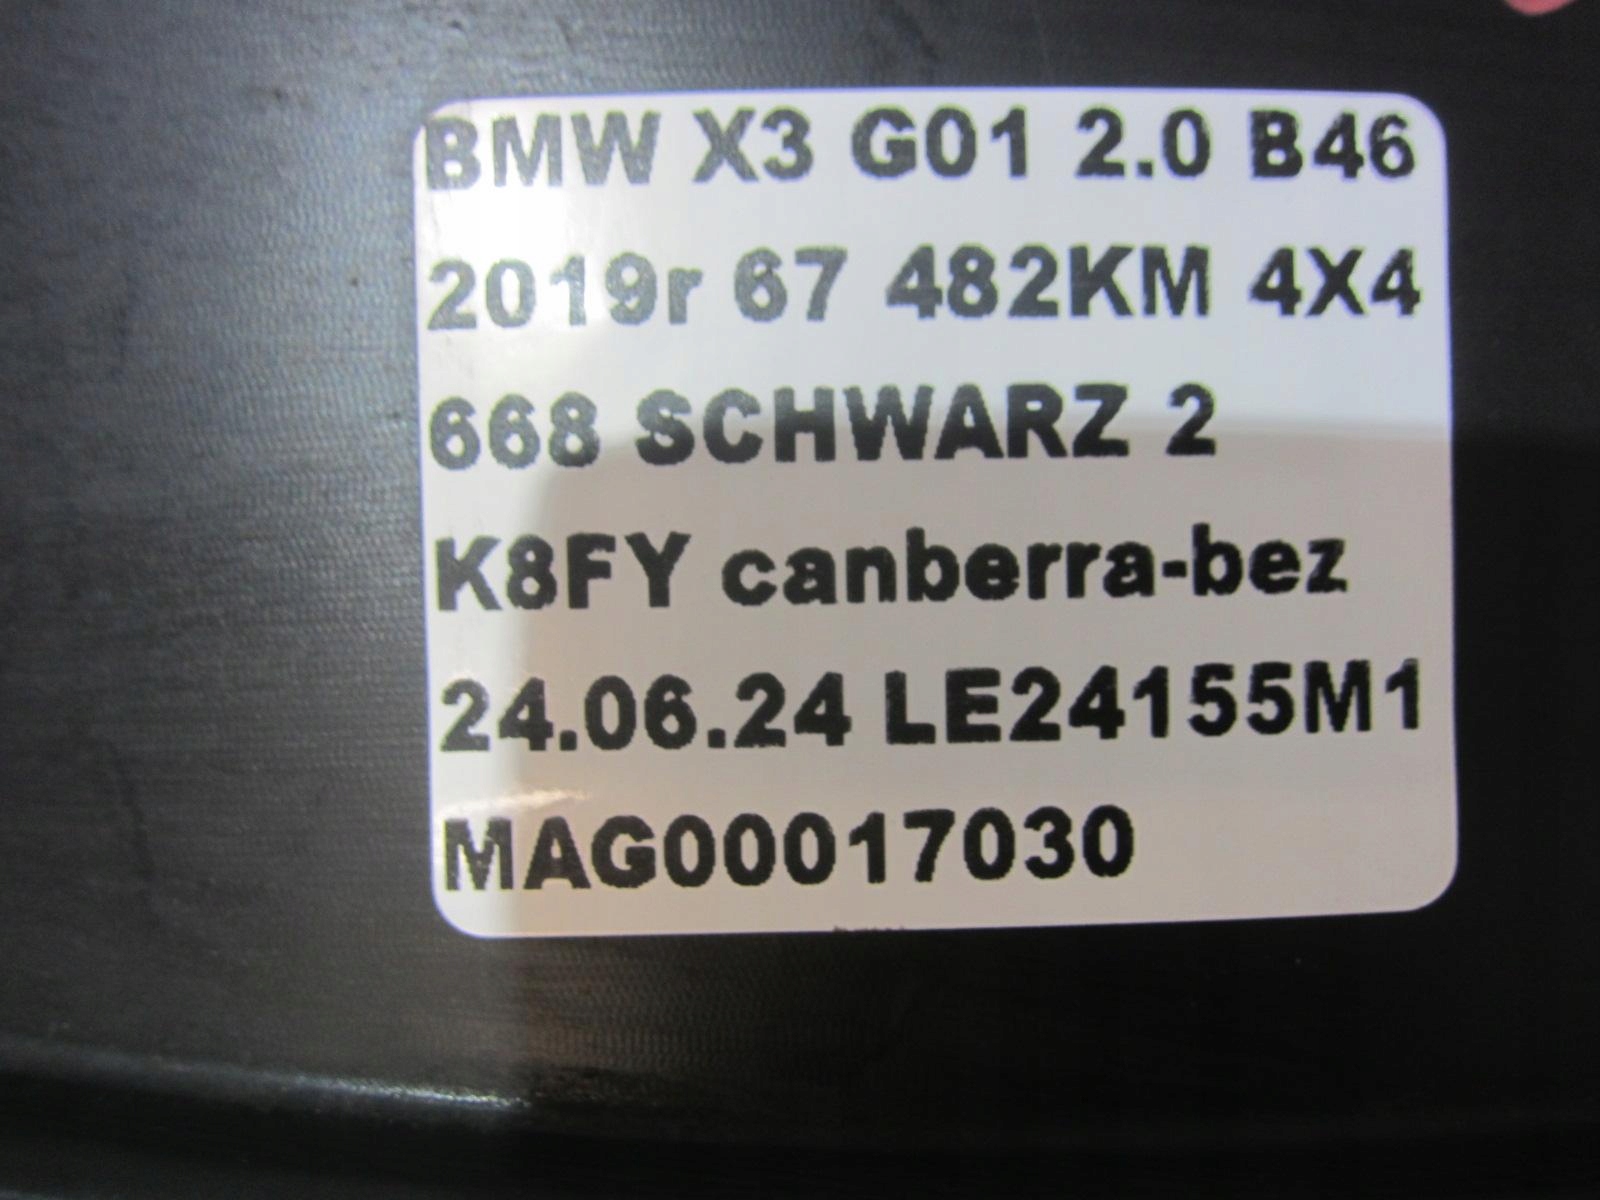 BMW X3 G01 2.0 B46
2019r 67 482KM 4X4
668 SCHWARZ 2
K8FY canberra-bez
24.06.24 LE24155M1
MAG00017030